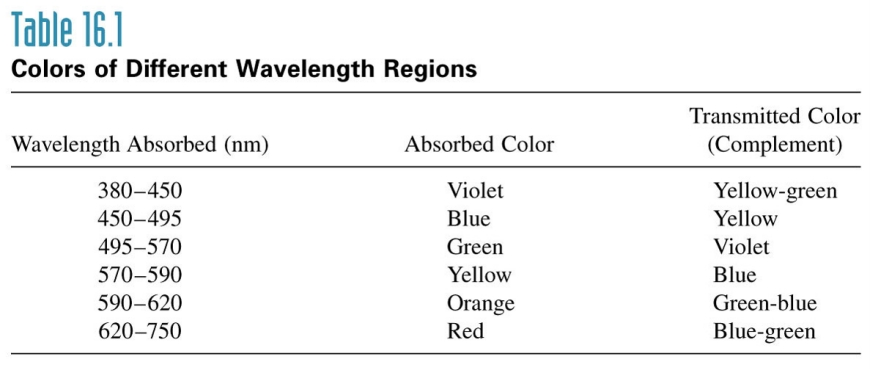 Table 16.1
Colors of Different Wavelength Regions
Transmitted Color
Wavelength Absorbed (nm) Absorbed Color (Complement)
380–450 Violet Yellow-green
450–495 Blue Yellow
495–570 Green Violet
570–590 Yellow Blue
590–620 Orange Green-blue
620–750 Red Blue-green